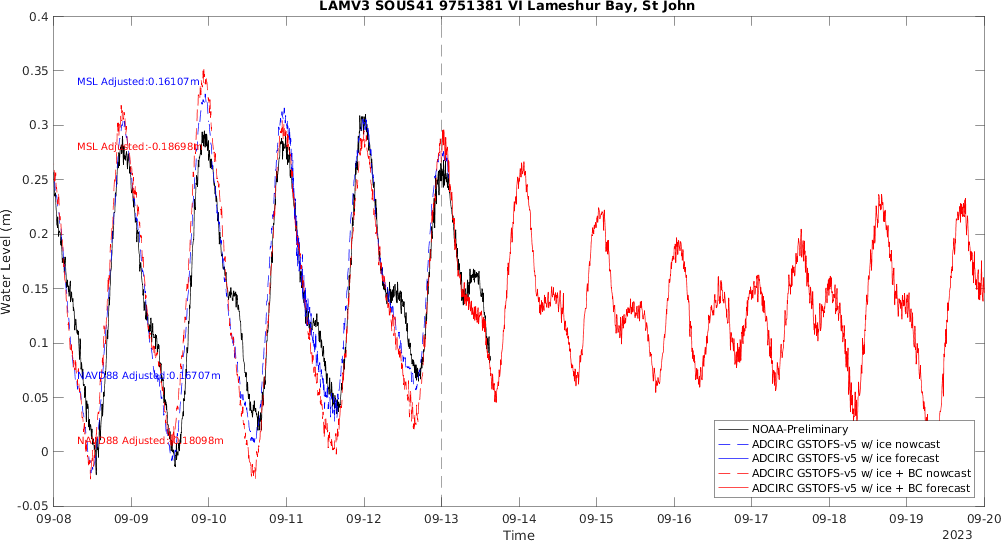 LAMV3 SOUS41 9751381 VI Lameshur Bay, St John
0.4
0.35
0.3
0.25
0.2
0.15
0.1
0.05
0
-0.05
Water Level (m)
MSL Adjusted:0.16107m
MSL Adjusted:-0.18698m
NAVD88 Adjusted:0.16707m
NAVD88 Adjusted:-0.18098m
NOAA-Preliminary
ADCIRC GSTOFS-v5 w/ ice nowcast
ADCIRC GSTOFS-v5 w/ ice forecast
ADCIRC GSTOFS-v5 w/ ice + BC nowcast
ADCIRC GSTOFS-v5 w/ ice + BC forecast
09-08 09-09 09-10 09-11 09-12 09-13 09-14 09-15 09-16 09-17 09-18 09-19 09-20
Time
2023